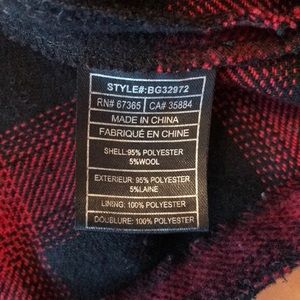 STYLE#:BG32972
RN# 67365 CA# 35884
MADE IN CHINA
FABRIQUÉ EN CHINE
SHELL:95% POLYESTER
5%WOOL
EXTERIEUR: 95% POLYESTER
5%LAINE
LINING: 100% POLYESTER
DOUBLURE: 100% POLYESTER